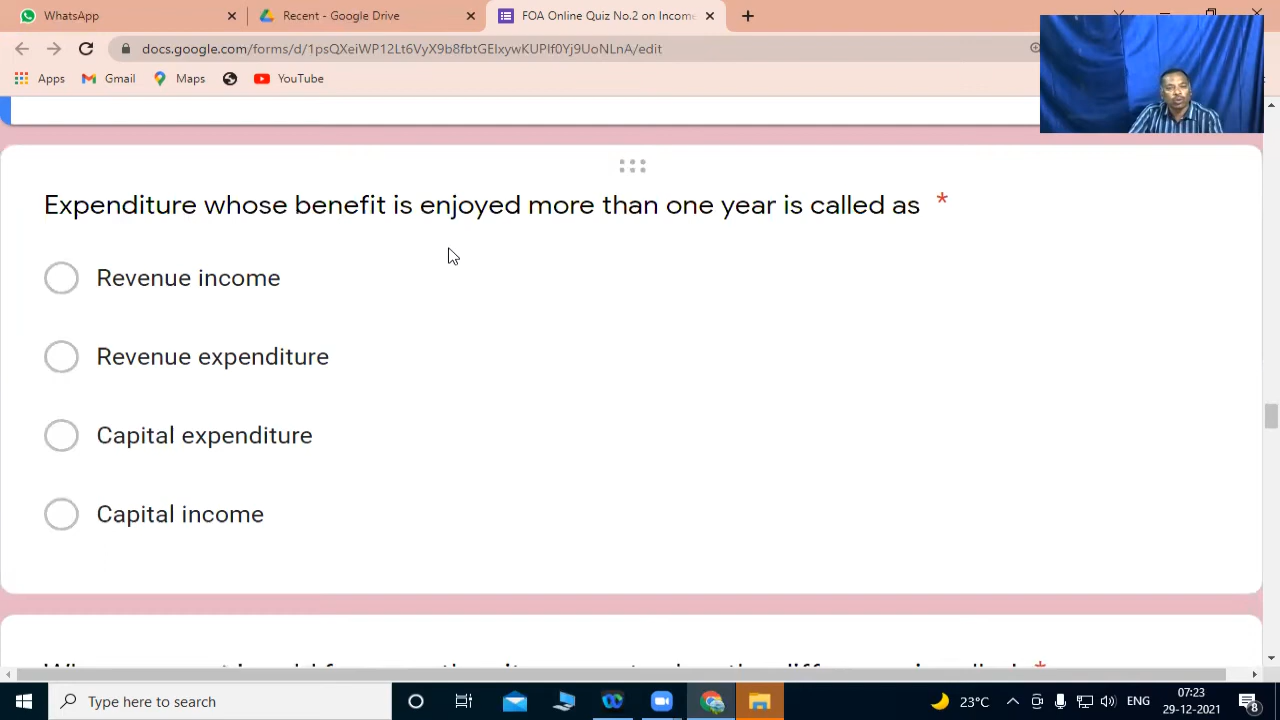 WhatsApp
Recent - Google Drive
FOA Online Quiz No.2 on Incom
docs.google.com/forms/d/1psQXeiWP12Lt6VyX9b8fbtGElxywKUPIf0Yj9UoNLnA/edit
Apps
Gmail
Maps
YouTube
Expenditure whose benefit is enjoyed more than one year is called as *
Revenue income
Revenue expenditure
Capital expenditure
Capital income
Type here to search
23°C
ENG
07:23
29-12-2021
8